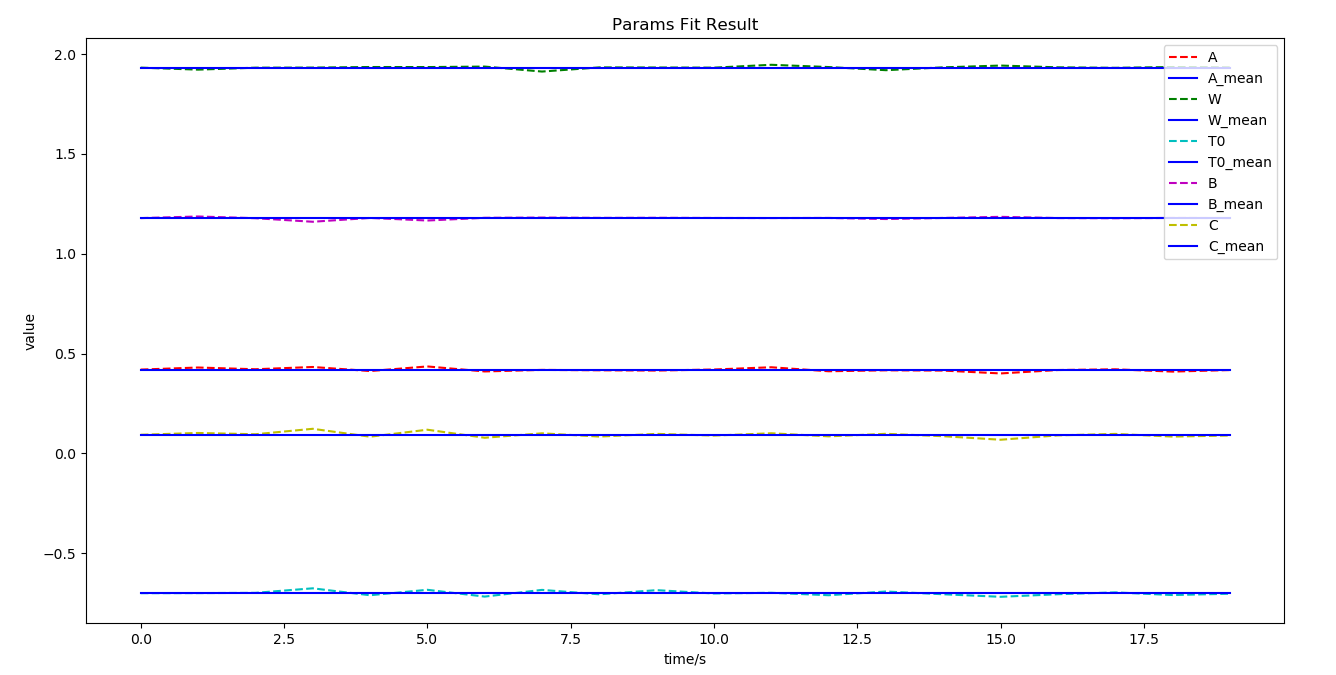 Params Fit Result
2.0
1.5
1.0
0.5
0.0
−0.5
value
A
A_mean
W
W_mean
T0
T0_mean
B
B_mean
C
C_mean
0.0 2.5 5.0 7.5 10.0 12.5 15.0 17.5
time/s